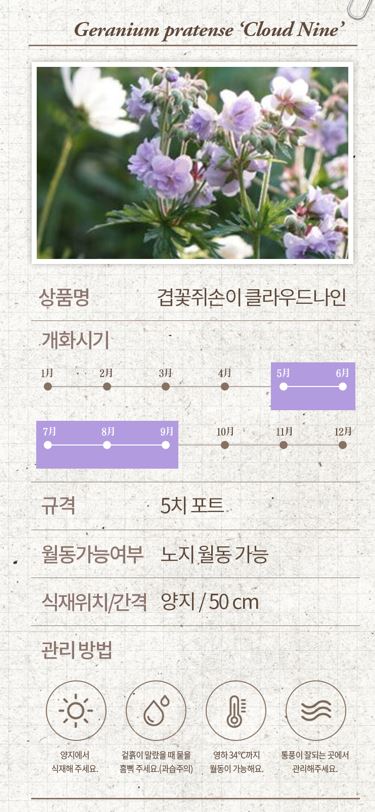 Geranium pratense ‘Cloud Nine’
상품명 겹꽃쥐손이 클라우드나인
개화시기
1月 2月 3月 4月 5月 6月
7月 8月 9月 10月 11月 12月
규격 5치 포트
월동가능여부 노지 월동 가능
식재위치/간격 양지 / 50 cm
관리 방법
양지에서
식재해 주세요.
겉흙이 말랐을 때 물을
흠뻑 주세요.(과습주의)
영하 34℃까지
월동이 가능해요.
통풍이 잘되는 곳에서
관리해주세요.